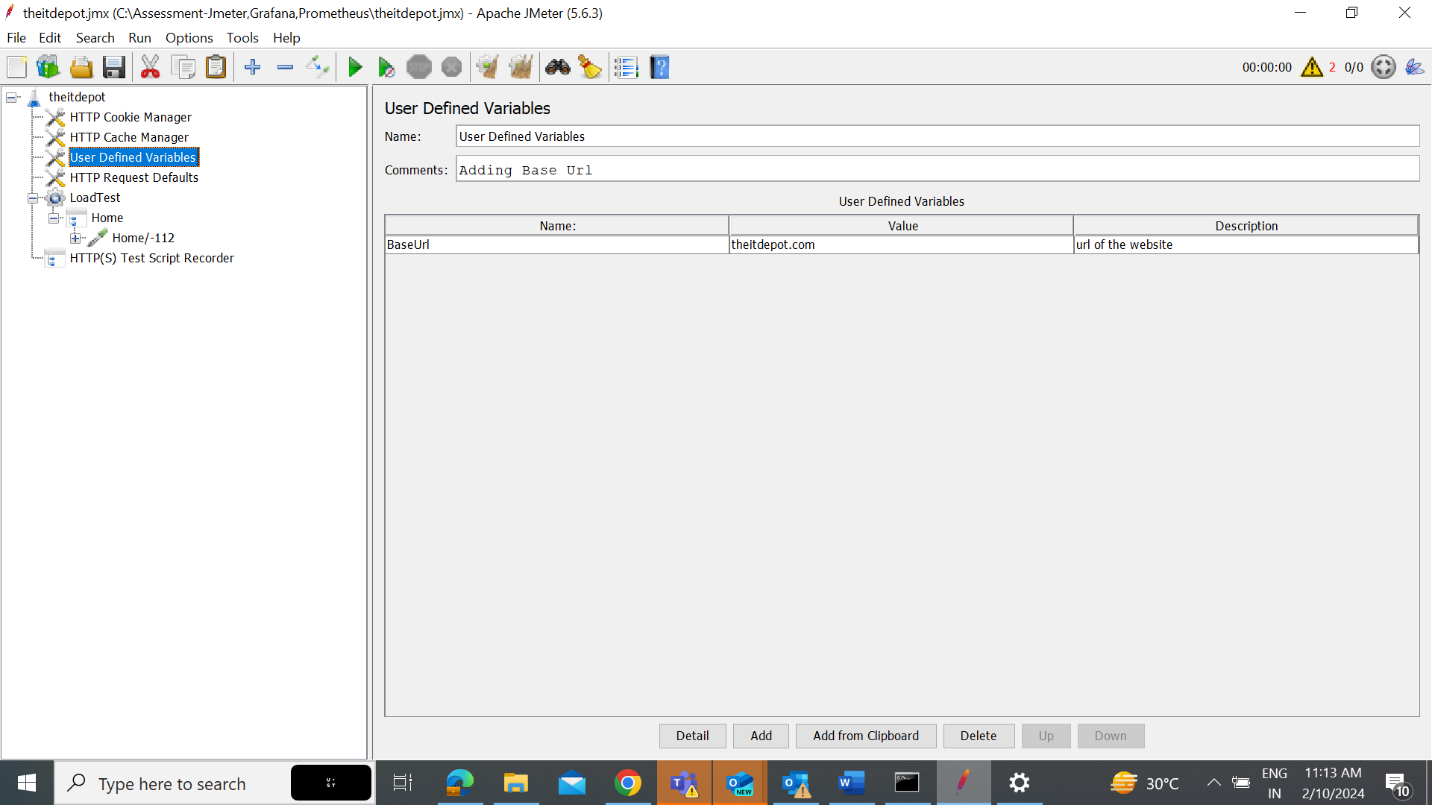 theitdepot.jmx (C:\Assessment-Jmeter,Grafana,Prometheus\theitdepot.jmx) - Apache JMeter (5.6.3)
File Edit Search Run Options Tools Help
STOP
00:00:00 2 0/0
theitdepot
HTTP Cookie Manager
HTTP Cache Manager
User Defined Variables
HTTP Request Defaults
LoadTest
Home
Home/-112
HTTP(S) Test Script Recorder
User Defined Variables
Name: User Defined Variables
Comments: Adding Base Url
User Defined Variables
Name: Value Description
BaseUrl theitdepot.com url of the website
Detail Add Add from Clipboard Delete Up Down
Type here to search
NEW
30°C
ENG
IN
11:13 AM
2/10/2024
10